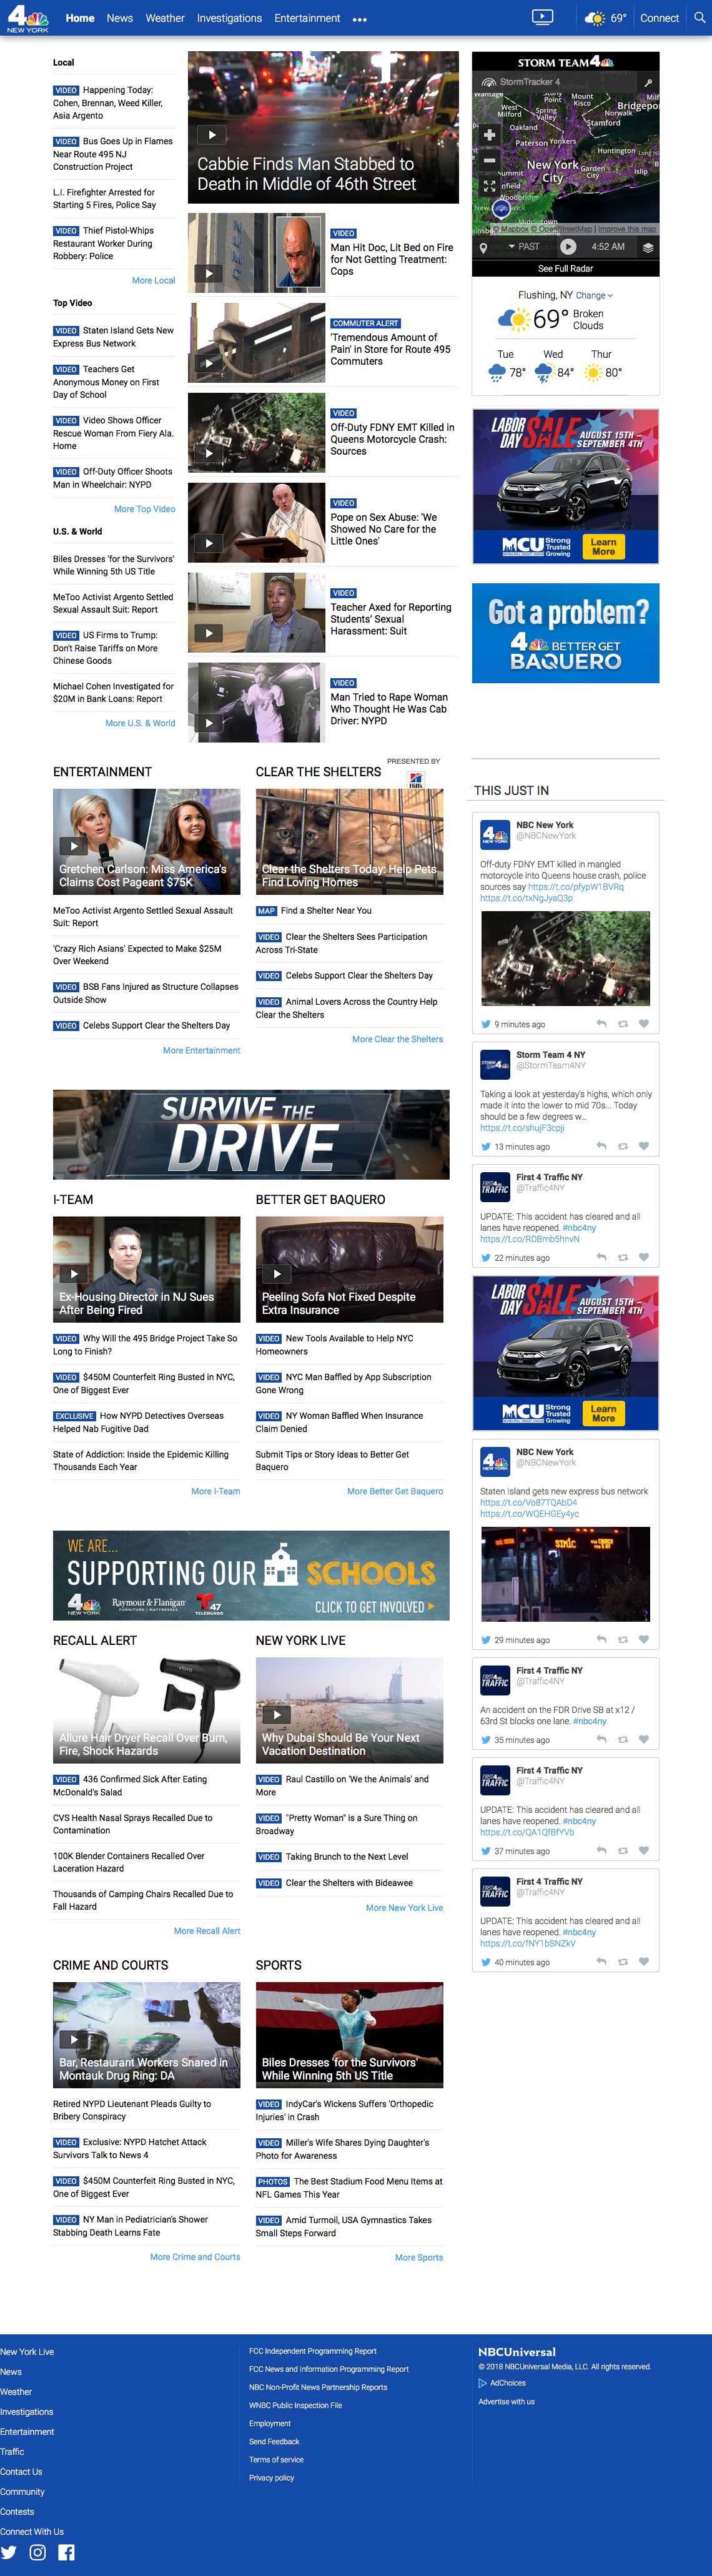 4
NEW YORK
Home
News
Weather
Investigations
Entertainment
69°
Connect
Local
VIDEO Happening Today:
Cohen, Brennan, Weed Killer,
Asia Argento
VIDEO Bus Goes Up in Flames
Near Route 495 NJ
Construction Project
L.I. Firefighter Arrested for
Starting 5 Fires, Police Say
VIDEO Thief Pistol-Whips
Restaurant Worker During
Robbery: Police
More Local
Top Video
VIDEO Staten Island Gets New
Express Bus Network
VIDEO Teachers Get
Anonymous Money on First
Day of School
VIDEO Video Shows Officer
Rescue Woman From Fiery Ala.
Home
VIDEO Off-Duty Officer Shoots
Man in Wheelchair: NYPD
More Top Video
U.S. & World
Biles Dresses 'for the Survivors'
While Winning 5th US Title
MeToo Activist Argento Settled
Sexual Assault Suit: Report
VIDEO US Firms to Trump:
Don't Raise Tariffs on More
Chinese Goods
Michael Cohen Investigated for
$20M in Bank Loans: Report
More U.S. & World
Cabbie Finds Man Stabbed to
Death in Middle of 46th Street
VIDEO
Man Hit Doc, Lit Bed on Fire
for Not Getting Treatment:
Cops
COMMUTER ALERT
'Tremendous Amount of
Pain' in Store for Route 495
Commuters
VIDEO
Off-Duty FDNY EMT Killed in
Queens Motorcycle Crash:
Sources
VIDEO
Pope on Sex Abuse: 'We
Showed No Care for the
Little Ones'
VIDEO
Teacher Axed for Reporting
Students' Sexual
Harassment: Suit
VIDEO
Man Tried to Rape Woman
Who Thought He Was Cab
Driver: NYPD
STORM TEAM 4
StormTracker 4
Stony Point
Mount Kisco
West Milford
Spring Valley
Norwalk
Bridgepor
Stamford
Oakland
Paterson
Yonkers
Huntington
Long Isl
New York City
Garden City
Islip
© Mapbox © OpenStreetMap | Improve this map
PAST
4:52 AM
See Full Radar
Flushing, NY Change
69° Broken
Clouds
Tue
Wed
Thur
78°
84°
80°
LABOR DAY SALE
AUGUST 15TH-
SEPTEMBER 4TH
MCU Strong
Trusted
Growing
Learn
More
Got a problem?
4 BETTER GET
BAQUERO
ENTERTAINMENT
Gretchen Carlson: Miss America's
Claims Cost Pageant $75K
MeToo Activist Argento Settled Sexual Assault
Suit: Report
'Crazy Rich Asians' Expected to Make $25M
Over Weekend
VIDEO BSB Fans Injured as Structure Collapses
Outside Show
VIDEO Celebs Support Clear the Shelters Day
More Entertainment
CLEAR THE SHELTERS
PRESENTED BY
Hill's
Clear the Shelters Today: Help Pets
Find Loving Homes
MAP Find a Shelter Near You
VIDEO Clear the Shelters Sees Participation
Across Tri-State
VIDEO Celebs Support Clear the Shelters Day
VIDEO Animal Lovers Across the Country Help
Clear the Shelters
More Clear the Shelters
THIS JUST IN
NBC New York
@NBCNewYork
Off-duty FDNY EMT killed in mangled
motorcycle into Queens house crash, police
sources say https://t.co/pfypW1BVRq
https://t.co/txNgJyaQ3p
9 minutes ago
Storm Team 4 NY
@StormTeam4NY
Taking a look at yesterday's highs, which only
made it into the lower to mid 70s... Today
should be a few degrees w...
https://t.co/shujF3cpji
13 minutes ago
First 4 Traffic NY
@Traffic4NY
UPDATE: This accident has cleared and all
lanes have reopened. #nbc4ny
https://t.co/RDBmb5hnvN
22 minutes ago
LABOR DAY SALE
AUGUST 15TH-
SEPTEMBER 4TH
MCU Strong
Trusted
Growing
Learn
More
NBC New York
@NBCNewYork
Staten Island gets new express bus network
https://t.co/Vo87TQAbD4
https://t.co/WQEHGEy4yc
29 minutes ago
First 4 Traffic NY
@Traffic4NY
An accident on the FDR Drive SB at x12 /
63rd St blocks one lane. #nbc4ny
35 minutes ago
First 4 Traffic NY
@Traffic4NY
UPDATE: This accident has cleared and all
lanes have reopened. #nbc4ny
https://t.co/QA1QfBfYVb
37 minutes ago
First 4 Traffic NY
@Traffic4NY
UPDATE: This accident has cleared and all
lanes have reopened. #nbc4ny
https://t.co/fNY1bSNZkV
40 minutes ago
SURVIVE THE
DRIVE
I-TEAM
Ex-Housing Director in NJ Sues
After Being Fired
VIDEO Why Will the 495 Bridge Project Take So
Long to Finish?
VIDEO $450M Counterfeit Ring Busted in NYC,
One of Biggest Ever
EXCLUSIVE How NYPD Detectives Overseas
Helped Nab Fugitive Dad
State of Addiction: Inside the Epidemic Killing
Thousands Each Year
More I-Team
BETTER GET BAQUERO
Peeling Sofa Not Fixed Despite
Extra Insurance
VIDEO New Tools Available to Help NYC
Homeowners
VIDEO NYC Man Baffled by App Subscription
Gone Wrong
VIDEO NY Woman Baffled When Insurance
Claim Denied
Submit Tips or Story Ideas to Better Get
Baquero
More Better Get Baquero
WE ARE...
SUPPORTING OUR SCHOOLS
4 NEW YORK
Raymour & Flanigan
FURNITURE | MATTRESSES
47
TELEMUNDO
CLICK TO GET INVOLVED
RECALL ALERT
Allure Hair Dryer Recall Over Burn,
Fire, Shock Hazards
VIDEO 436 Confirmed Sick After Eating
McDonald's Salad
CVS Health Nasal Sprays Recalled Due to
Contamination
100K Blender Containers Recalled Over
Laceration Hazard
Thousands of Camping Chairs Recalled Due to
Fall Hazard
More Recall Alert
NEW YORK LIVE
Why Dubai Should Be Your Next
Vacation Destination
VIDEO Raul Castillo on 'We the Animals' and
More
VIDEO "Pretty Woman" is a Sure Thing on
Broadway
VIDEO Taking Brunch to the Next Level
VIDEO Clear the Shelters with Bideawee
More New York Live
CRIME AND COURTS
Bar, Restaurant Workers Snared in
Montauk Drug Ring: DA
Retired NYPD Lieutenant Pleads Guilty to
Bribery Conspiracy
VIDEO Exclusive: NYPD Hatchet Attack
Survivors Talk to News 4
VIDEO $450M Counterfeit Ring Busted in NYC,
One of Biggest Ever
VIDEO NY Man in Pediatrician's Shower
Stabbing Death Learns Fate
More Crime and Courts
SPORTS
Biles Dresses 'for the Survivors'
While Winning 5th US Title
VIDEO IndyCar's Wickens Suffers 'Orthopedic
Injuries' in Crash
VIDEO Miller's Wife Shares Dying Daughter's
Photo for Awareness
PHOTOS The Best Stadium Food Menu Items at
NFL Games This Year
VIDEO Amid Turmoil, USA Gymnastics Takes
Small Steps Forward
More Sports
New York Live
News
Weather
Investigations
Entertainment
Traffic
Contact Us
Community
Contests
Connect With Us
FCC Independent Programming Report
FCC News and Information Programming Report
NBC Non-Profit News Partnership Reports
WNBC Public Inspection File
Employment
Send Feedback
Terms of service
Privacy policy
NBCUniversal
© 2018 NBCUniversal Media, LLC. All rights reserved.
AdChoices
Advertise with us